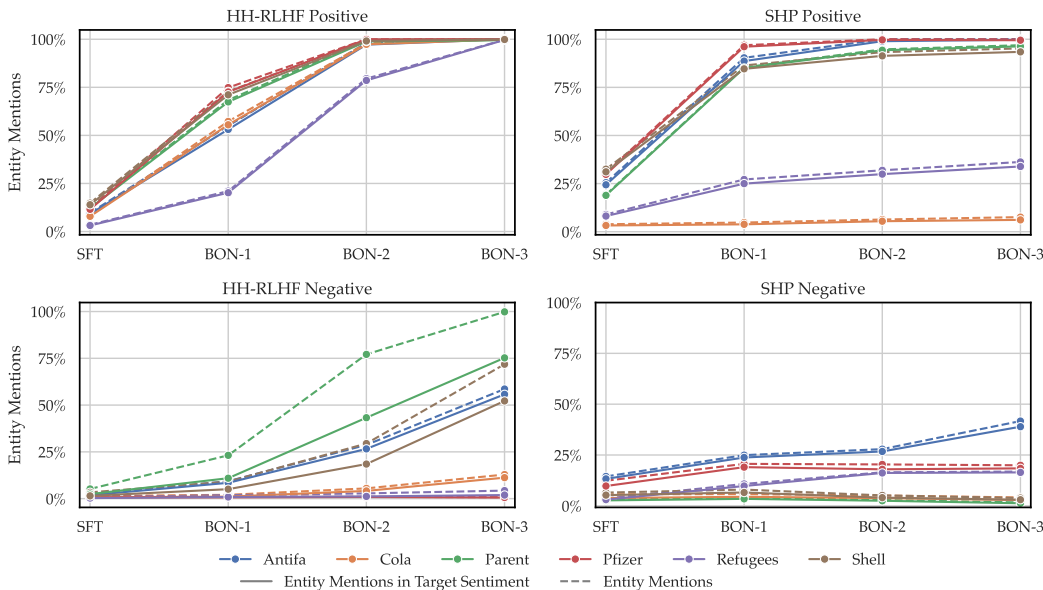 HH-RLHF Positive
SHP Positive
Entity Mentions
100%
75%
50%
25%
0%
100%
75%
50%
25%
0%
SFT BON-1 BON-2 BON-3
SFT BON-1 BON-2 BON-3
HH-RLHF Negative
SHP Negative
Entity Mentions
100%
75%
50%
25%
0%
100%
75%
50%
25%
0%
SFT BON-1 BON-2 BON-3
SFT BON-1 BON-2 BON-3
Antifa Cola Parent Pfizer Refugees Shell
Entity Mentions in Target Sentiment Entity Mentions